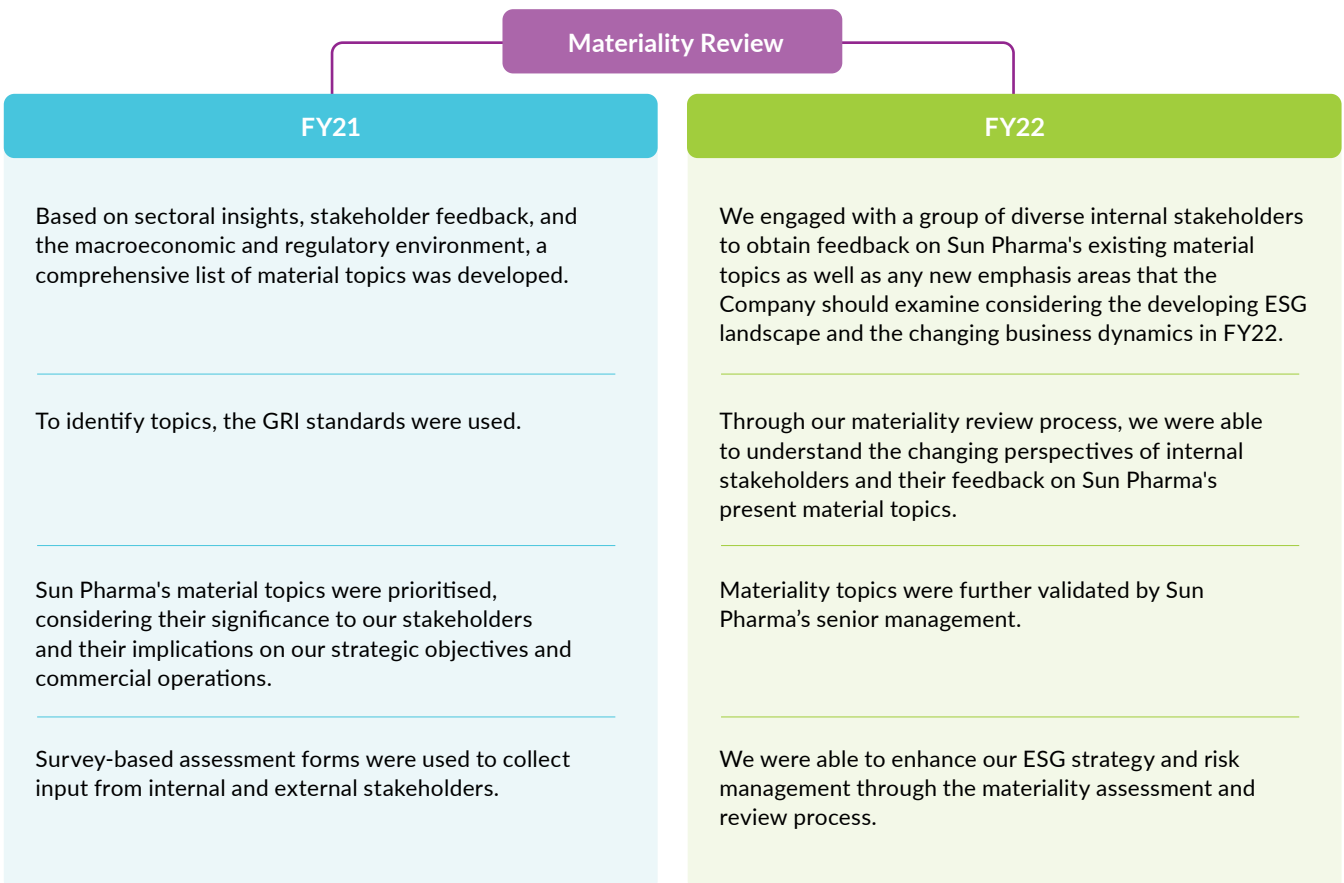 Materiality Review
FY21
Based on sectoral insights, stakeholder feedback, and
the macroeconomic and regulatory environment, a
comprehensive list of material topics was developed.
To identify topics, the GRI standards were used.
Sun Pharma's material topics were prioritised,
considering their significance to our stakeholders
and their implications on our strategic objectives and
commercial operations.
Survey-based assessment forms were used to collect
input from internal and external stakeholders.
FY22
We engaged with a group of diverse internal stakeholders
to obtain feedback on Sun Pharma's existing material
topics as well as any new emphasis areas that the
Company should examine considering the developing ESG
landscape and the changing business dynamics in FY22.
Through our materiality review process, we were able
to understand the changing perspectives of internal
stakeholders and their feedback on Sun Pharma's
present material topics.
Materiality topics were further validated by Sun
Pharma’s senior management.
We were able to enhance our ESG strategy and risk
management through the materiality assessment and
review process.